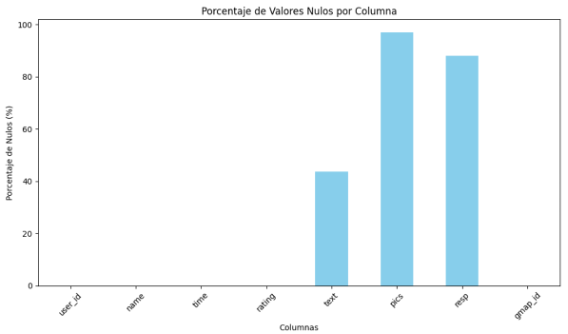 Porcentaje de Valores Nulos por Columna
Porcentaje de Nulos (%)
100
80
60
40
20
0
user_id name time rating text pics resp gmap_id
Columnas